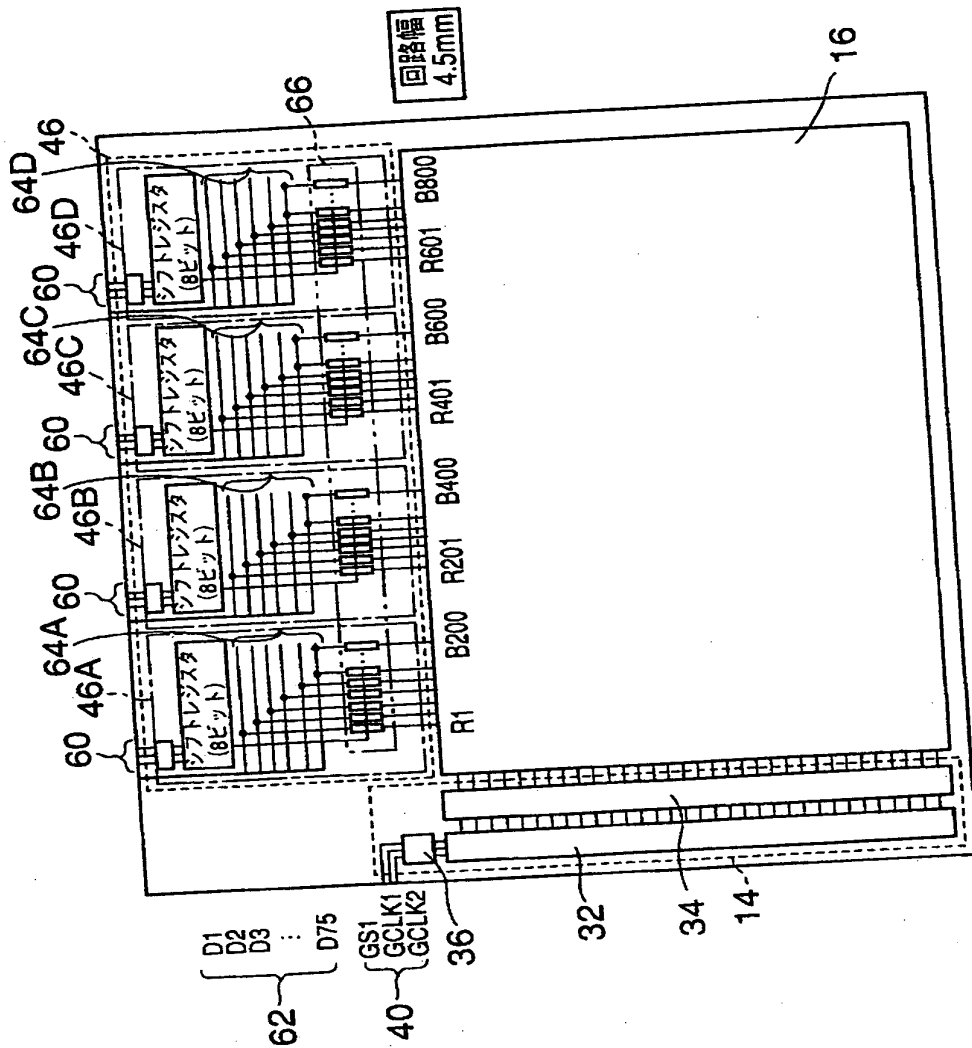 回路幅
4.5mm
46
64D
46D
60
64C
46C
60
64B
46B
60
64A
46A
60
66
シフトレジスタ
(8ビット)
シフトレジスタ
(8ビット)
シフトレジスタ
(8ビット)
シフトレジスタ
(8ビット)
R1
B200
R201
B400
R401
B600
R601
B800
16
D1
D2
D3
⋮
D75
62
GS1
GCLK1
GCLK2
40
36
32
34
14